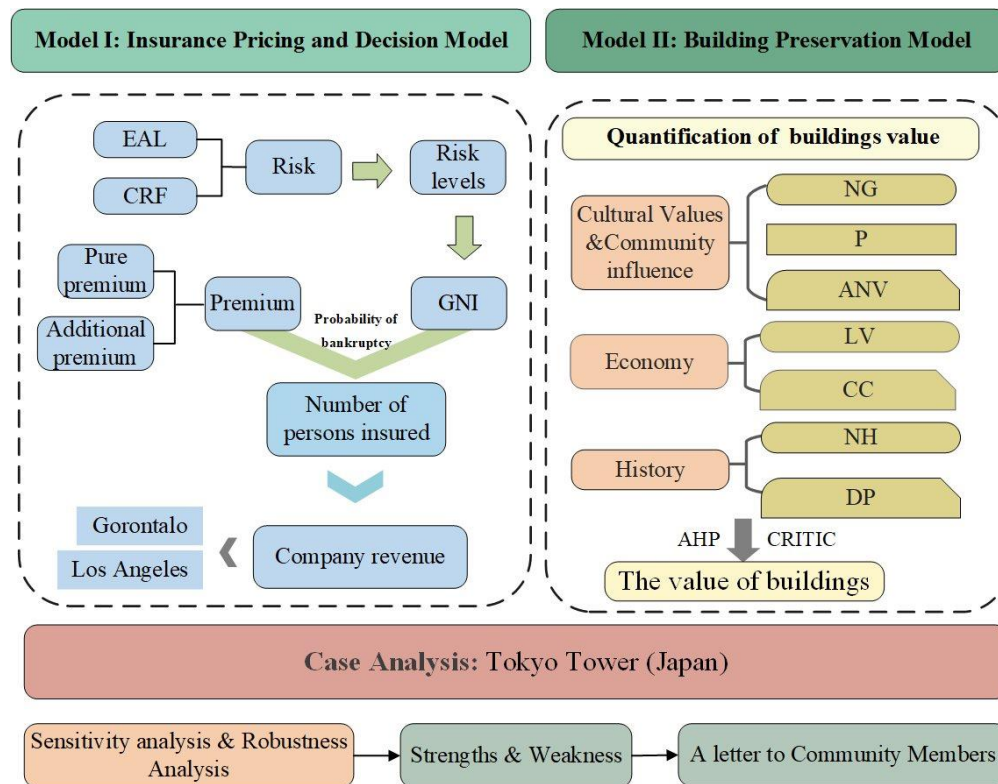 Model I: Insurance Pricing and Decision Model
EAL
CRF
Risk
Risk
levels
Pure
premium
Additional
premium
Premium
Probability of
bankruptcy
GNI
Number of
persons insured
Company revenue
Gorontalo
Los Angeles
Model II: Building Preservation Model
Quantification of buildings value
Cultural Values
&Community
influence
NG
P
ANV
Economy
LV
CC
History
NH
DP
AHP
CRITIC
The value of buildings
Case Analysis: Tokyo Tower (Japan)
Sensitivity analysis & Robustness
Analysis
Strengths & Weakness
A letter to Community Members